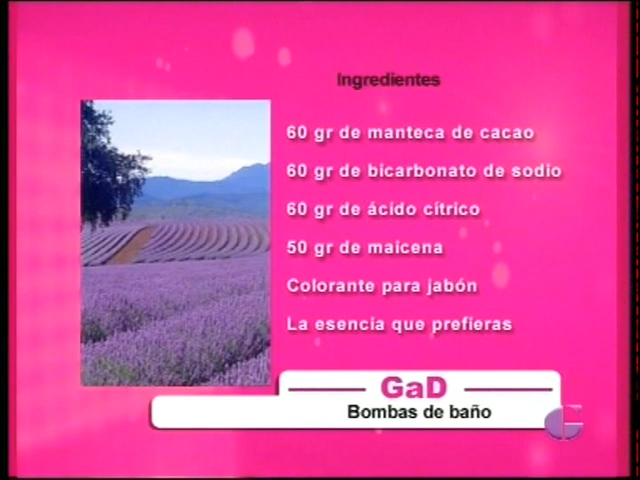 Ingredientes
60 gr de manteca de cacao
60 gr de bicarbonato de sodio
60 gr de ácido cítrico
50 gr de maicena
Colorante para jabón
La esencia que prefieras
GaD
Bombas de baño